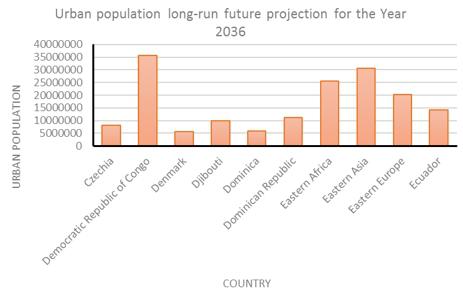 Urban population long-run future projection for the Year
2036
40000000
35000000
30000000
25000000
20000000
15000000
10000000
5000000
0
URBAN POPULATION
Czechia
Democratic Republic of Congo
Denmark
Djibouti
Dominica
Dominican Republic
Eastern Africa
Eastern Asia
Eastern Europe
Ecuador
COUNTRY